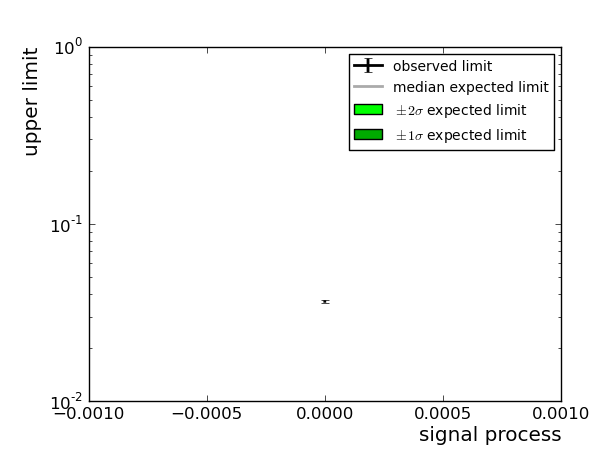 upper limit
10^0
10^-1
10^-2
observed limit
median expected limit
±2σ expected limit
±1σ expected limit
−0.0010 −0.0005 0.0000 0.0005 0.0010
signal process